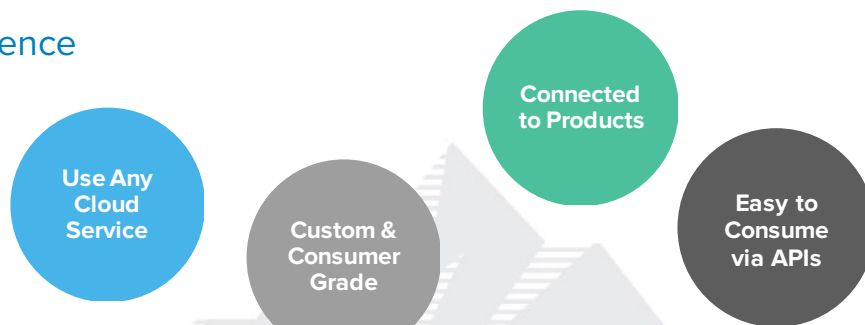 ence
Use Any
Cloud
Service
Custom &
Consumer
Grade
Connected
to Products
Easy to
Consume
via APIs